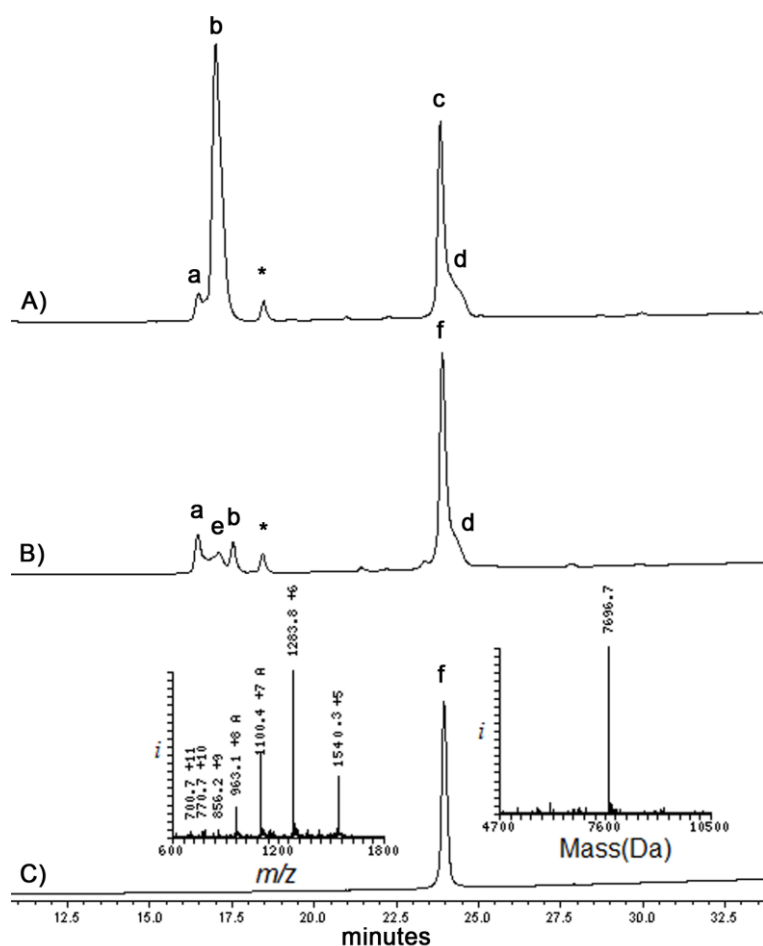 b
c
a
*
d
A)
f
a
e
b
*
d
B)
700.7 +11
770.7 +10
856.2 +9
963.1 +8 A
1100.4 +7 A
1283.8 +6
1540.3 +5
i
600 1200 1800
m/z
f
7696.7
i
4700 7600 10500
Mass(Da)
C)
12.5 15.0 17.5 20.0 22.5 25.0 27.5 30.0 32.5
minutes